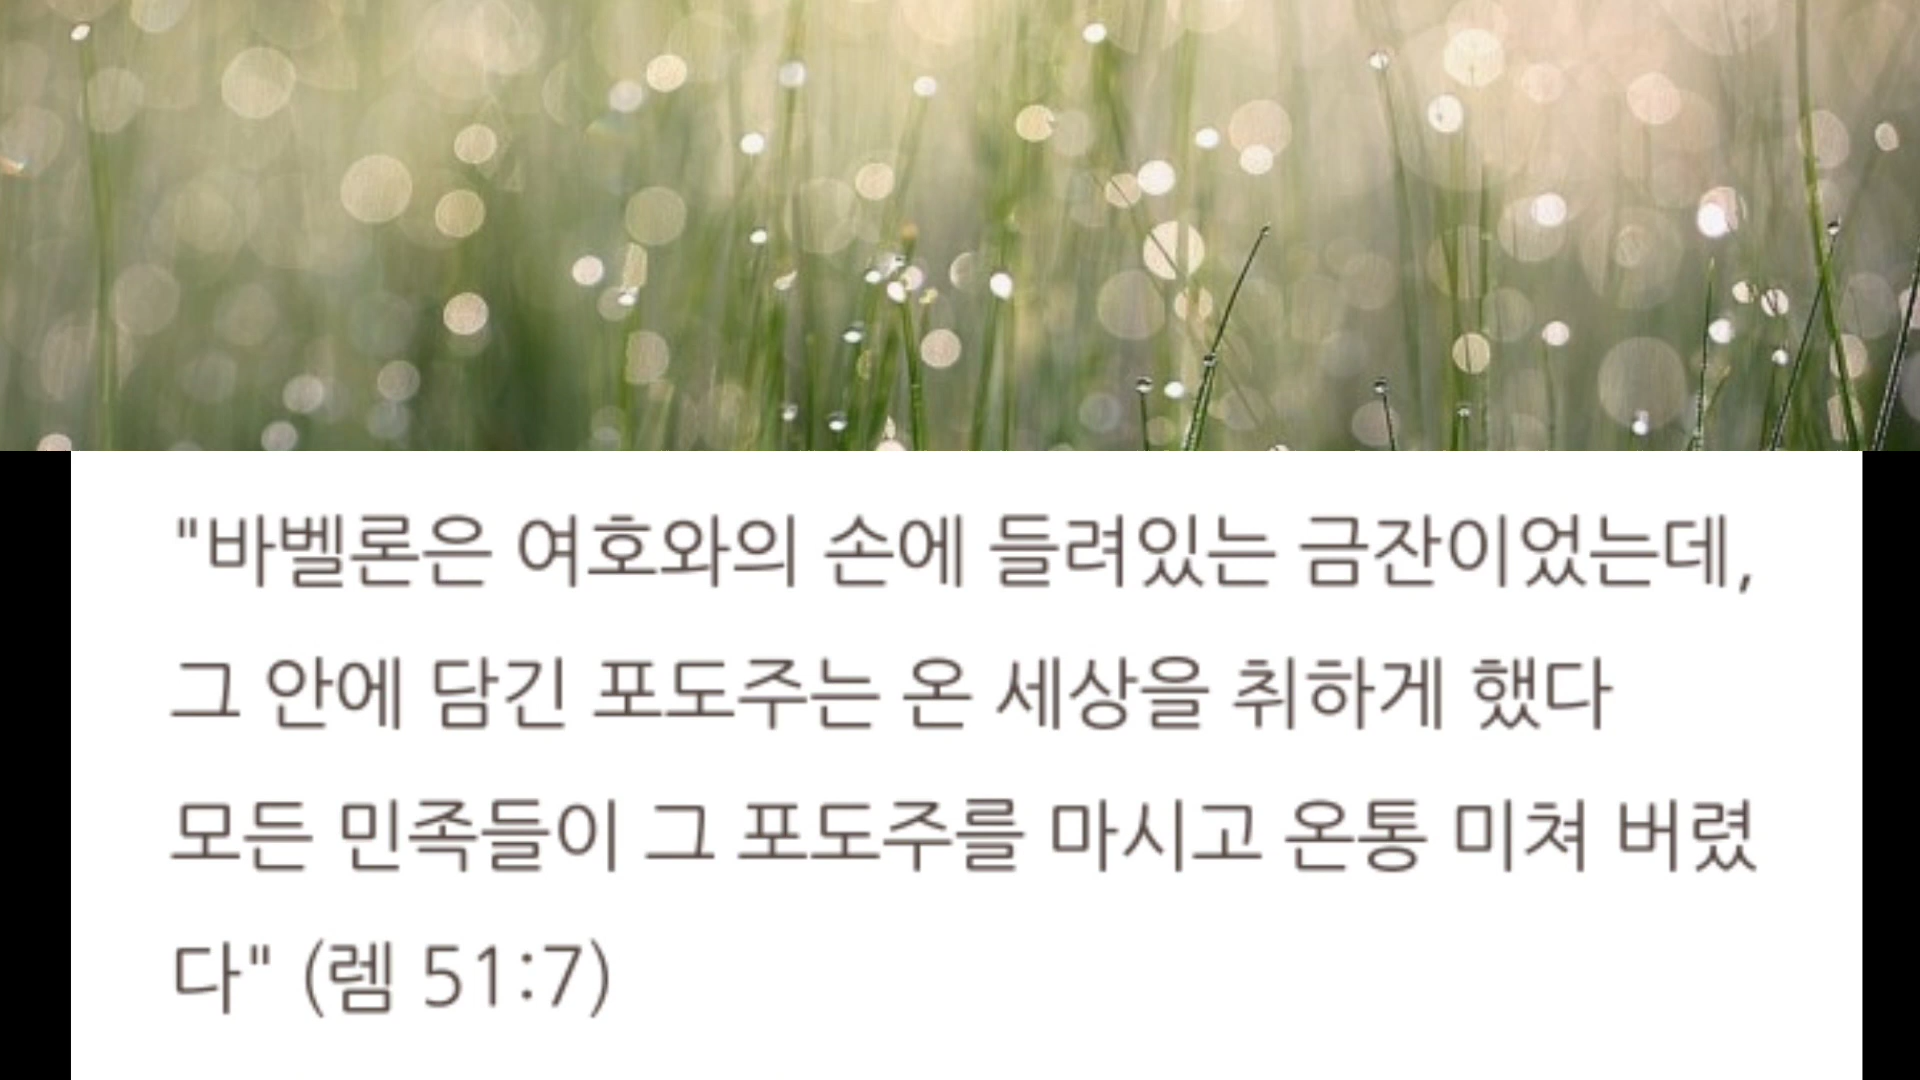 "바벨론은 여호와의 손에 들려있는 금잔이었는데,
그 안에 담긴 포도주는 온 세상을 취하게 했다
모든 민족들이 그 포도주를 마시고 온통 미쳐 버렸
다" (렘 51:7)